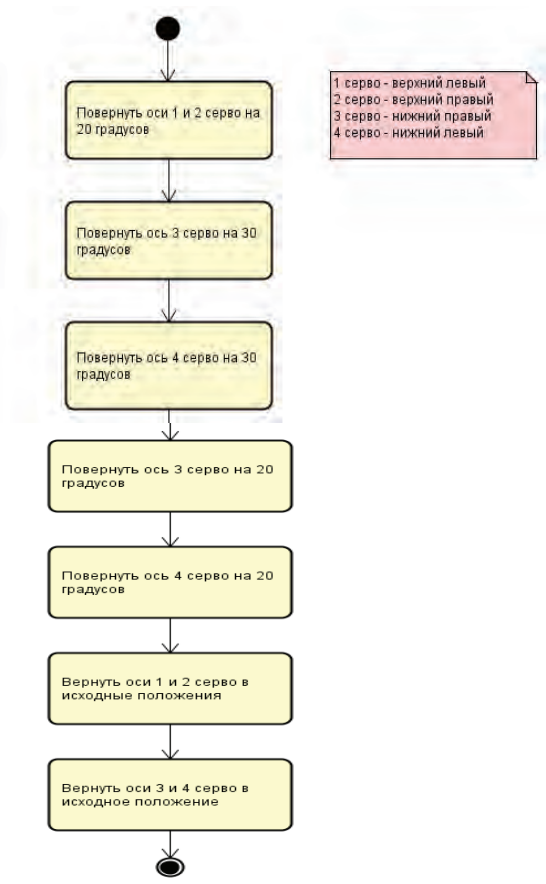 Повернуть оси 1 и 2 серво на
20 градусов
1 серво - верхний левый
2 серво - верхний правый
3 серво - нижний правый
4 серво - нижний левый
Повернуть ось 3 серво на 30
градусов
Повернуть ось 4 серво на 30
градусов
Повернуть ось 3 серво на 20
градусов
Повернуть ось 4 серво на 20
градусов
Вернуть оси 1 и 2 серво в
исходные положения
Вернуть оси 3 и 4 серво в
исходное положение